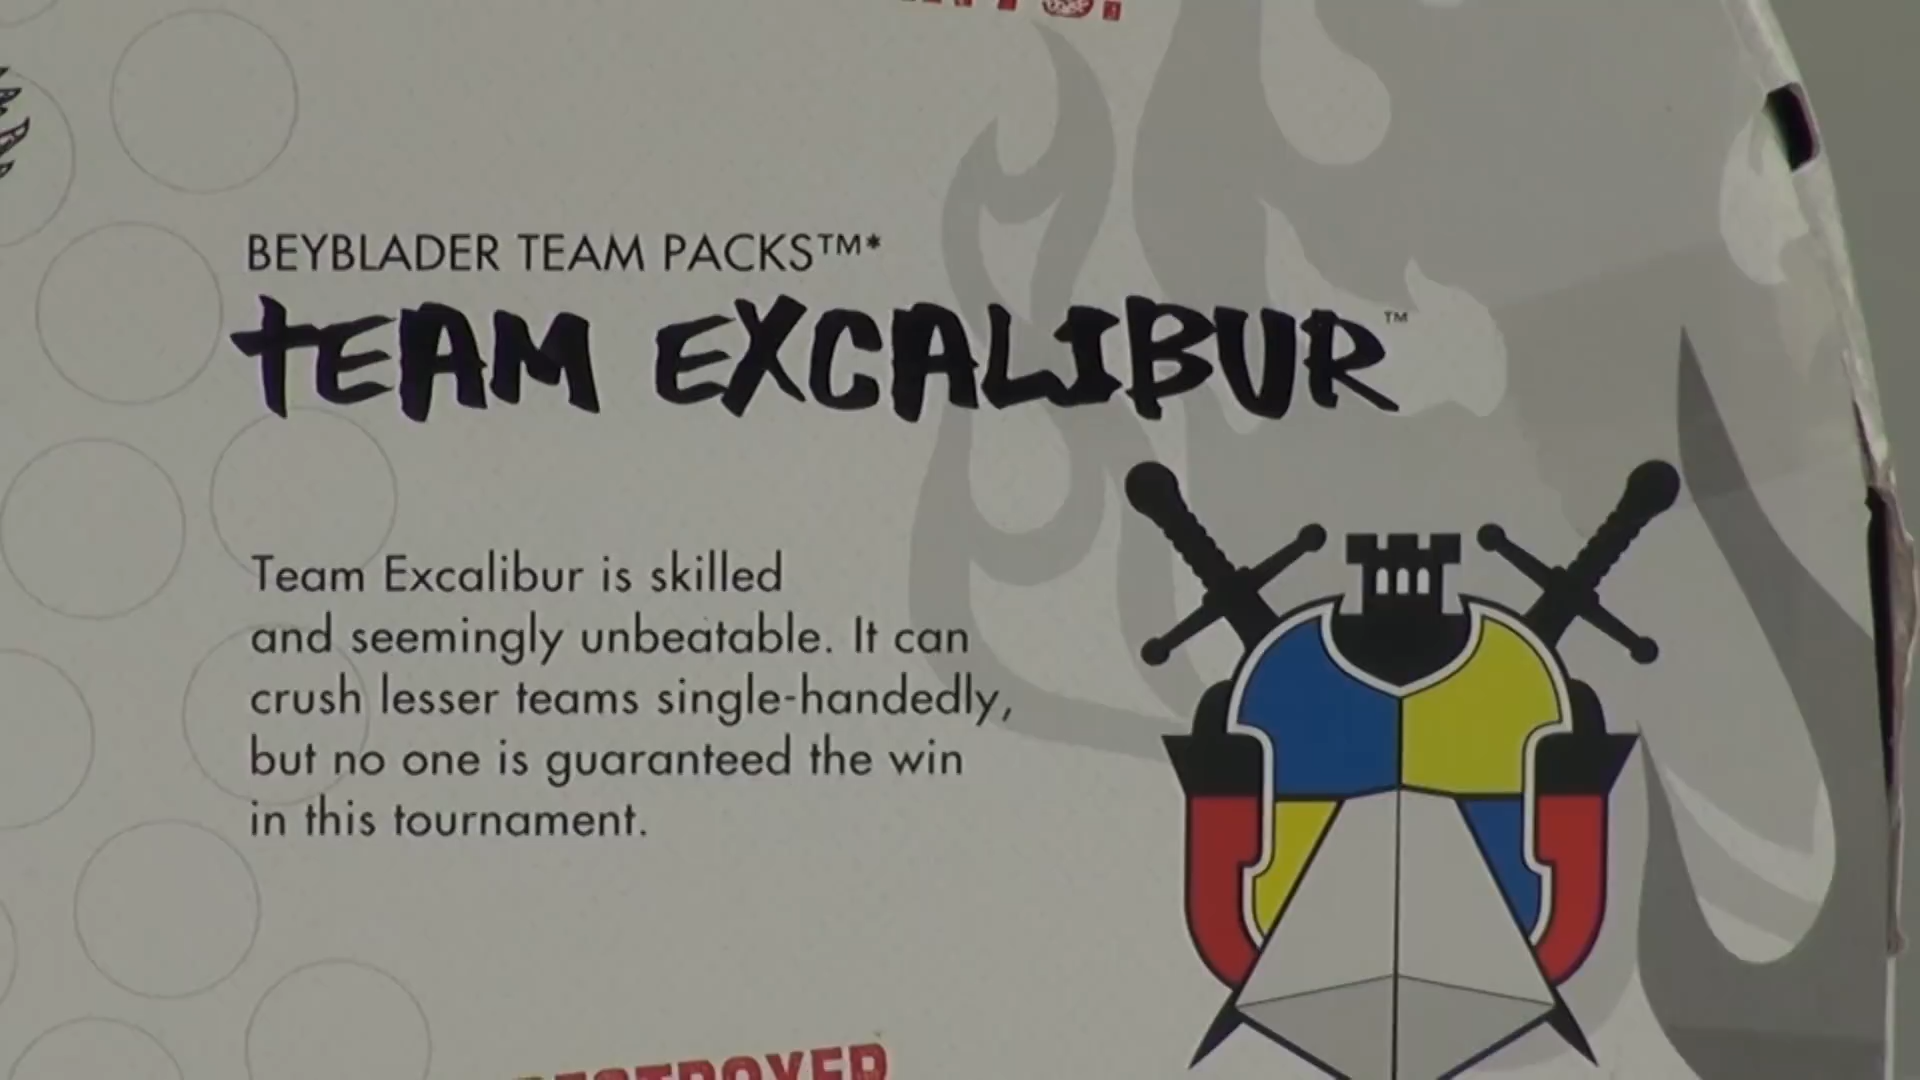 BEYBLADER TEAM PACKS™*
TEAM EXCALIBUR™
Team Excalibur is skilled
and seemingly unbeatable. It can
crush lesser teams single-handedly,
but no one is guaranteed the win
in this tournament.